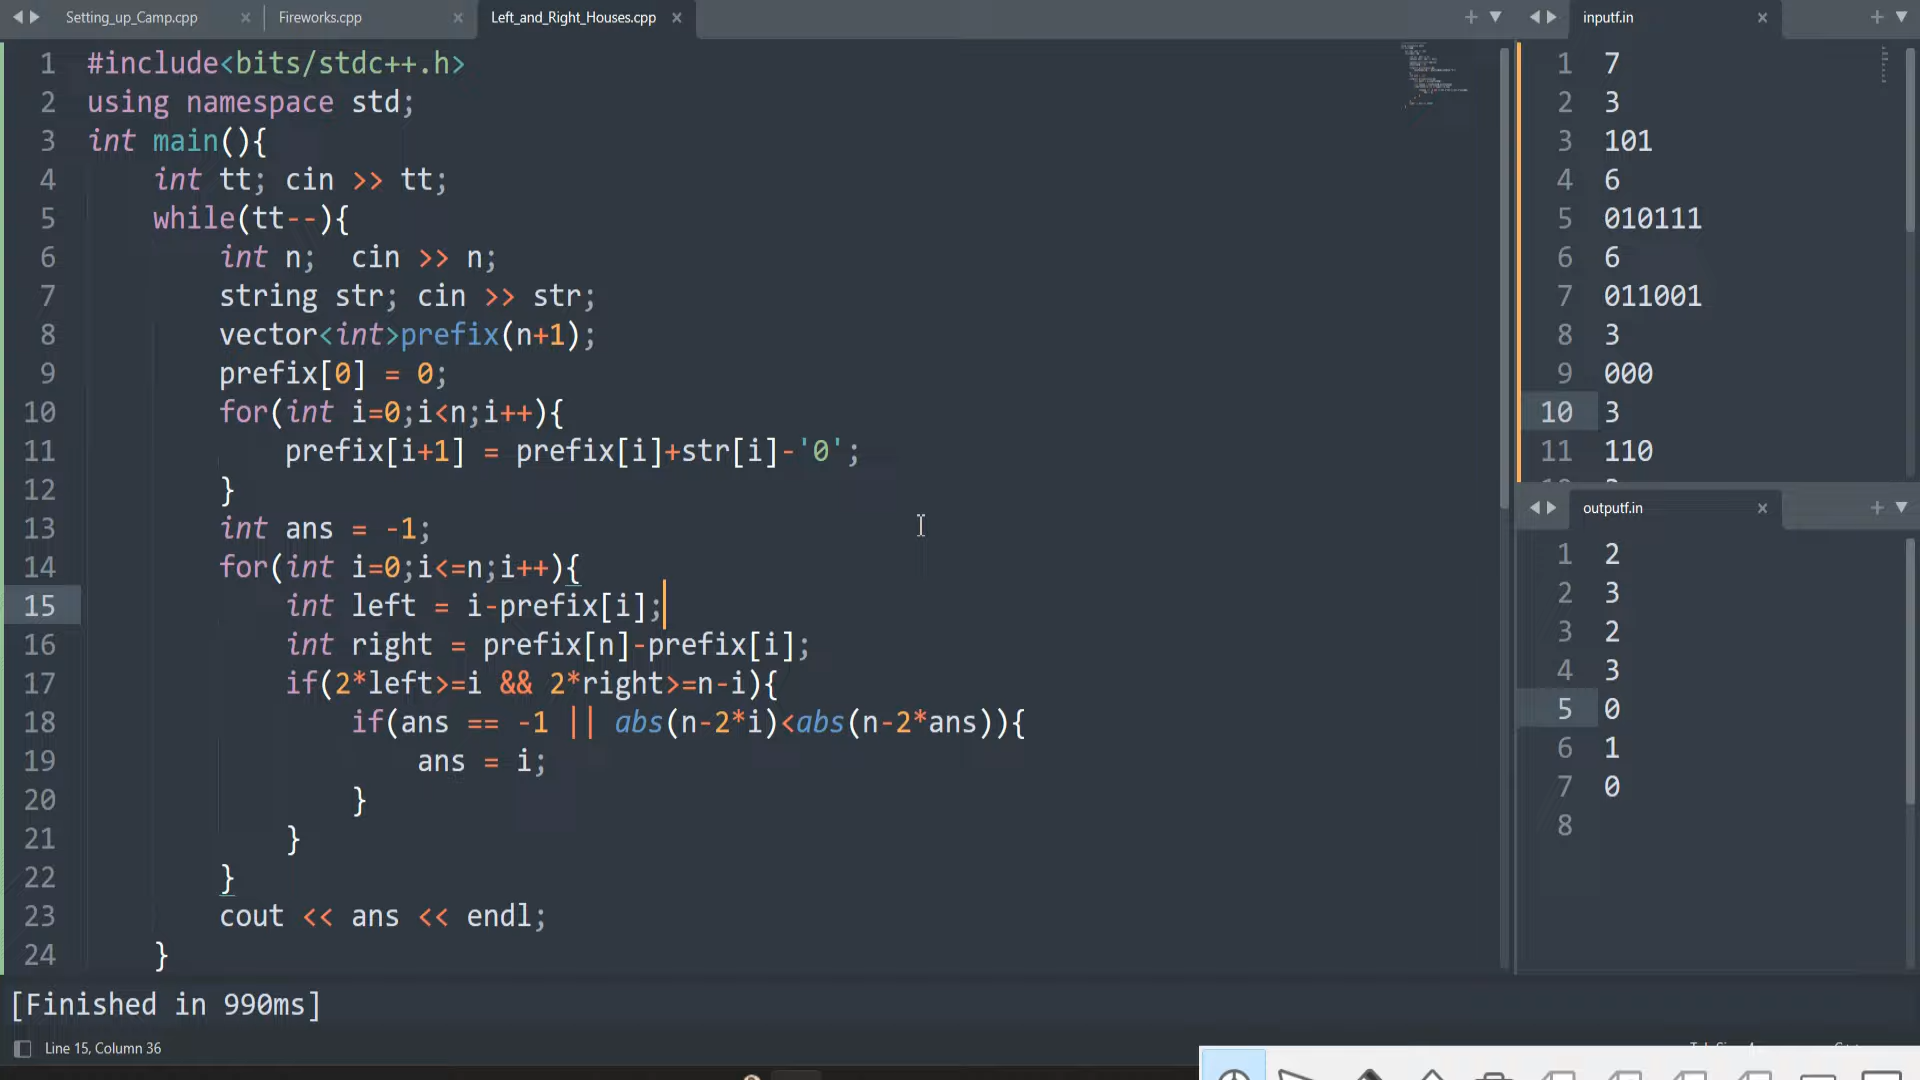 Setting_up_Camp.cpp
Fireworks.cpp
Left_and_Right_Houses.cpp
1 #include<bits/stdc++.h>
2 using namespace std;
3 int main(){
4 int tt; cin >> tt;
5 while(tt--){
6 int n;  cin >> n;
7 string str; cin >> str;
8 vector<int>prefix(n+1);
9 prefix[0] = 0;
10 for(int i=0;i<n;i++){
11 prefix[i+1] = prefix[i]+str[i]-'0';
12 }
13 int ans = -1;
14 for(int i=0;i<=n;i++){
15 int left = i-prefix[i];
16 int right = prefix[n]-prefix[i];
17 if(2*left>=i && 2*right>=n-i){
18 if(ans == -1 || abs(n-2*i)<abs(n-2*ans)){
19 ans = i;
20 }
21 }
22 }
23 cout << ans << endl;
24 }
[Finished in 990ms]
Line 15, Column 36
inputf.in
1 7
2 3
3 101
4 6
5 010111
6 6
7 011001
8 3
9 000
10 3
11 110
outputf.in
1 2
2 3
3 2
4 3
5 0
6 1
7 0
8